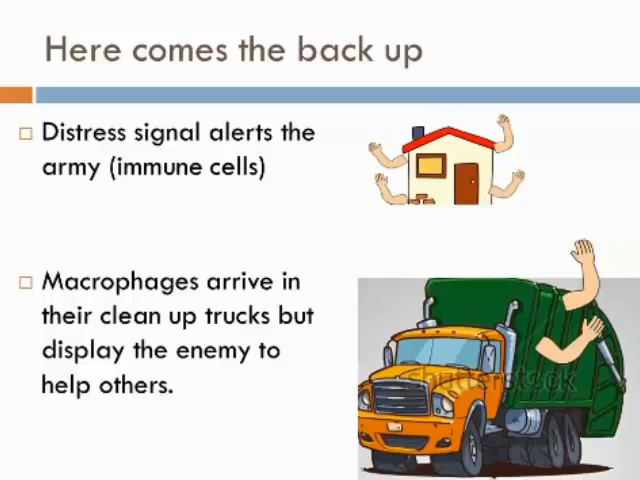 Here comes the back up
Distress signal alerts the
army (immune cells)
Macrophages arrive in
their clean up trucks but
display the enemy to
help others.
shutterstock